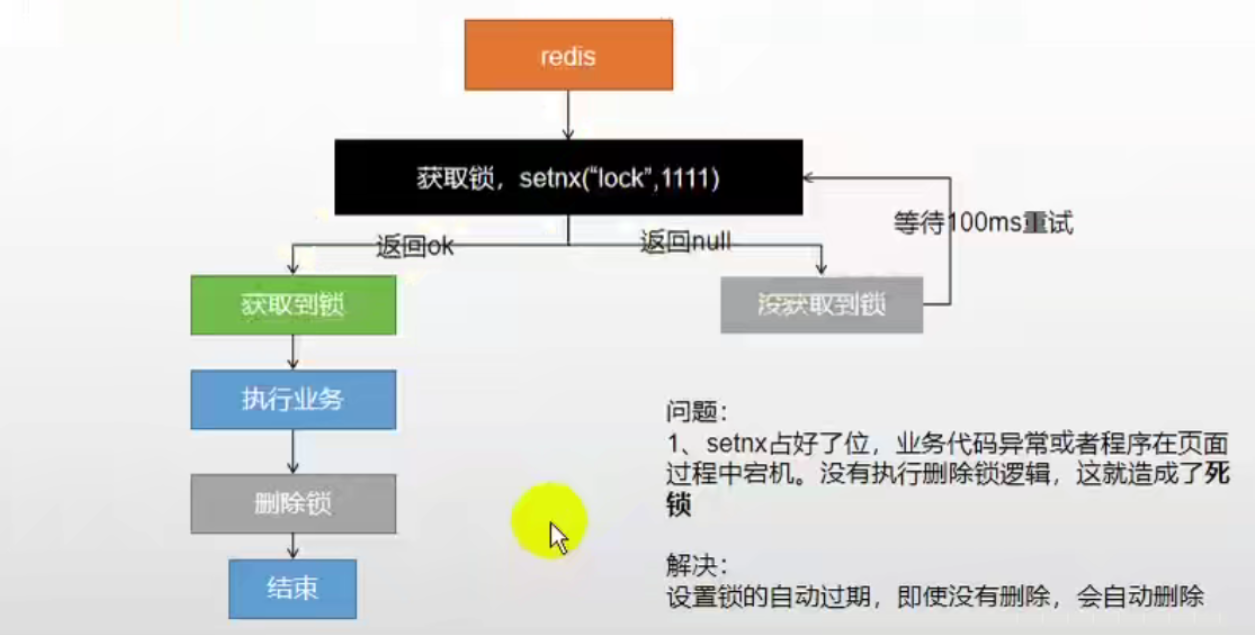 redis
获取锁，setnx(“lock”,1111)
等待100ms重试
返回ok
返回null
获取到锁
没获取到锁
执行业务
删除锁
结束
问题：
1、setnx占好了位，业务代码异常或者程序在页面
过程中宕机。没有执行删除锁逻辑，这就造成了死
锁
解决：
设置锁的自动过期，即使没有删除，会自动删除